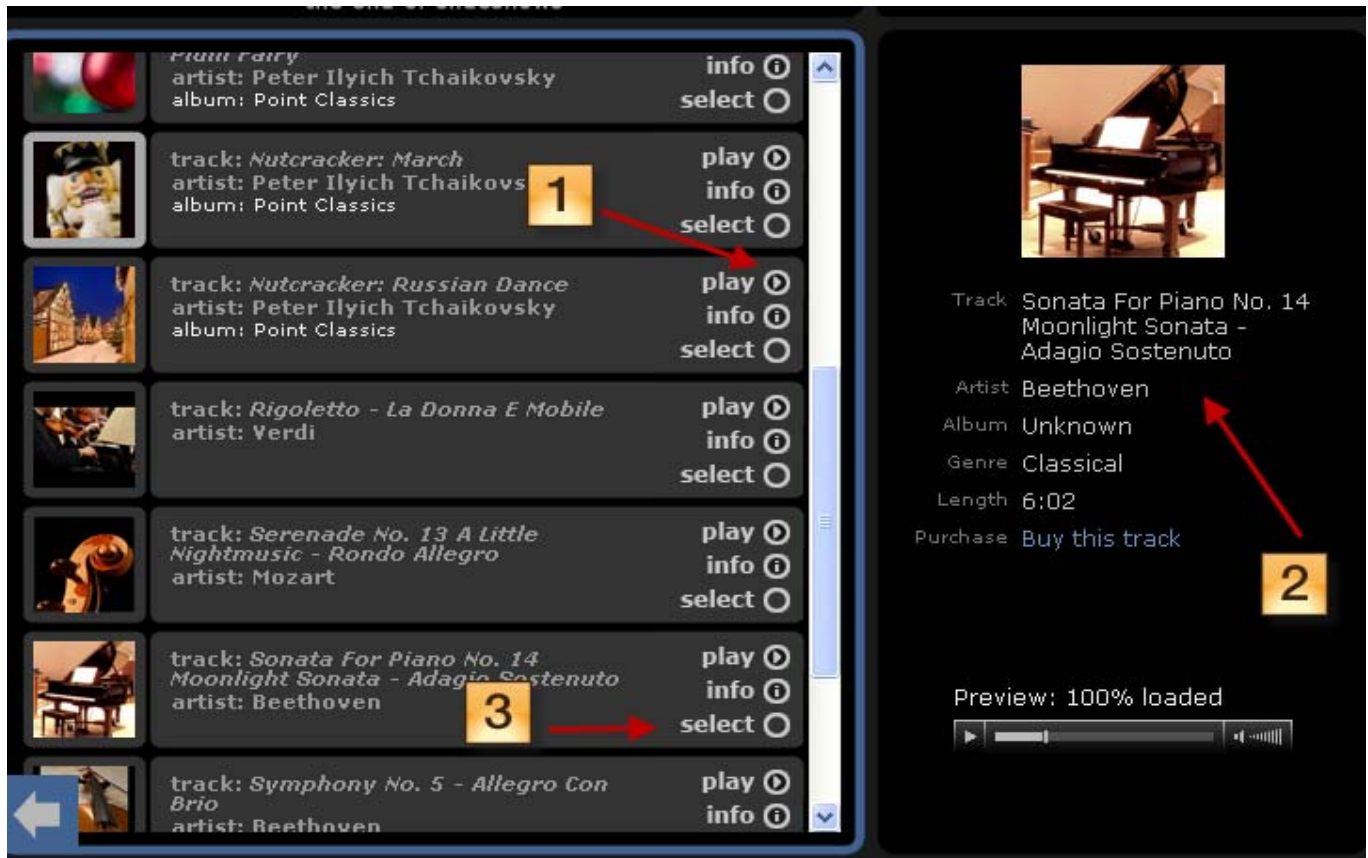 the end of slideshows
Plum Fairy
artist: Peter Ilyich Tchaikovsky
album: Point Classics
info
select
track: Nutcracker: March
artist: Peter Ilyich Tchaikovs
album: Point Classics
play
info
select
1
track: Nutcracker: Russian Dance
artist: Peter Ilyich Tchaikovsky
album: Point Classics
play
info
select
track: Rigoletto - La Donna E Mobile
artist: Verdi
play
info
select
track: Serenade No. 13 A Little
Nightmusic - Rondo Allegro
artist: Mozart
play
info
select
track: Sonata For Piano No. 14
Moonlight Sonata - Adagio Sostenuto
artist: Beethoven
play
info
select
3
track: Symphony No. 5 - Allegro Con
Brio
artist: Beethoven
play
info
Track Sonata For Piano No. 14
Moonlight Sonata -
Adagio Sostenuto
Artist Beethoven
Album Unknown
Genre Classical
Length 6:02
Purchase Buy this track
2
Preview: 100% loaded